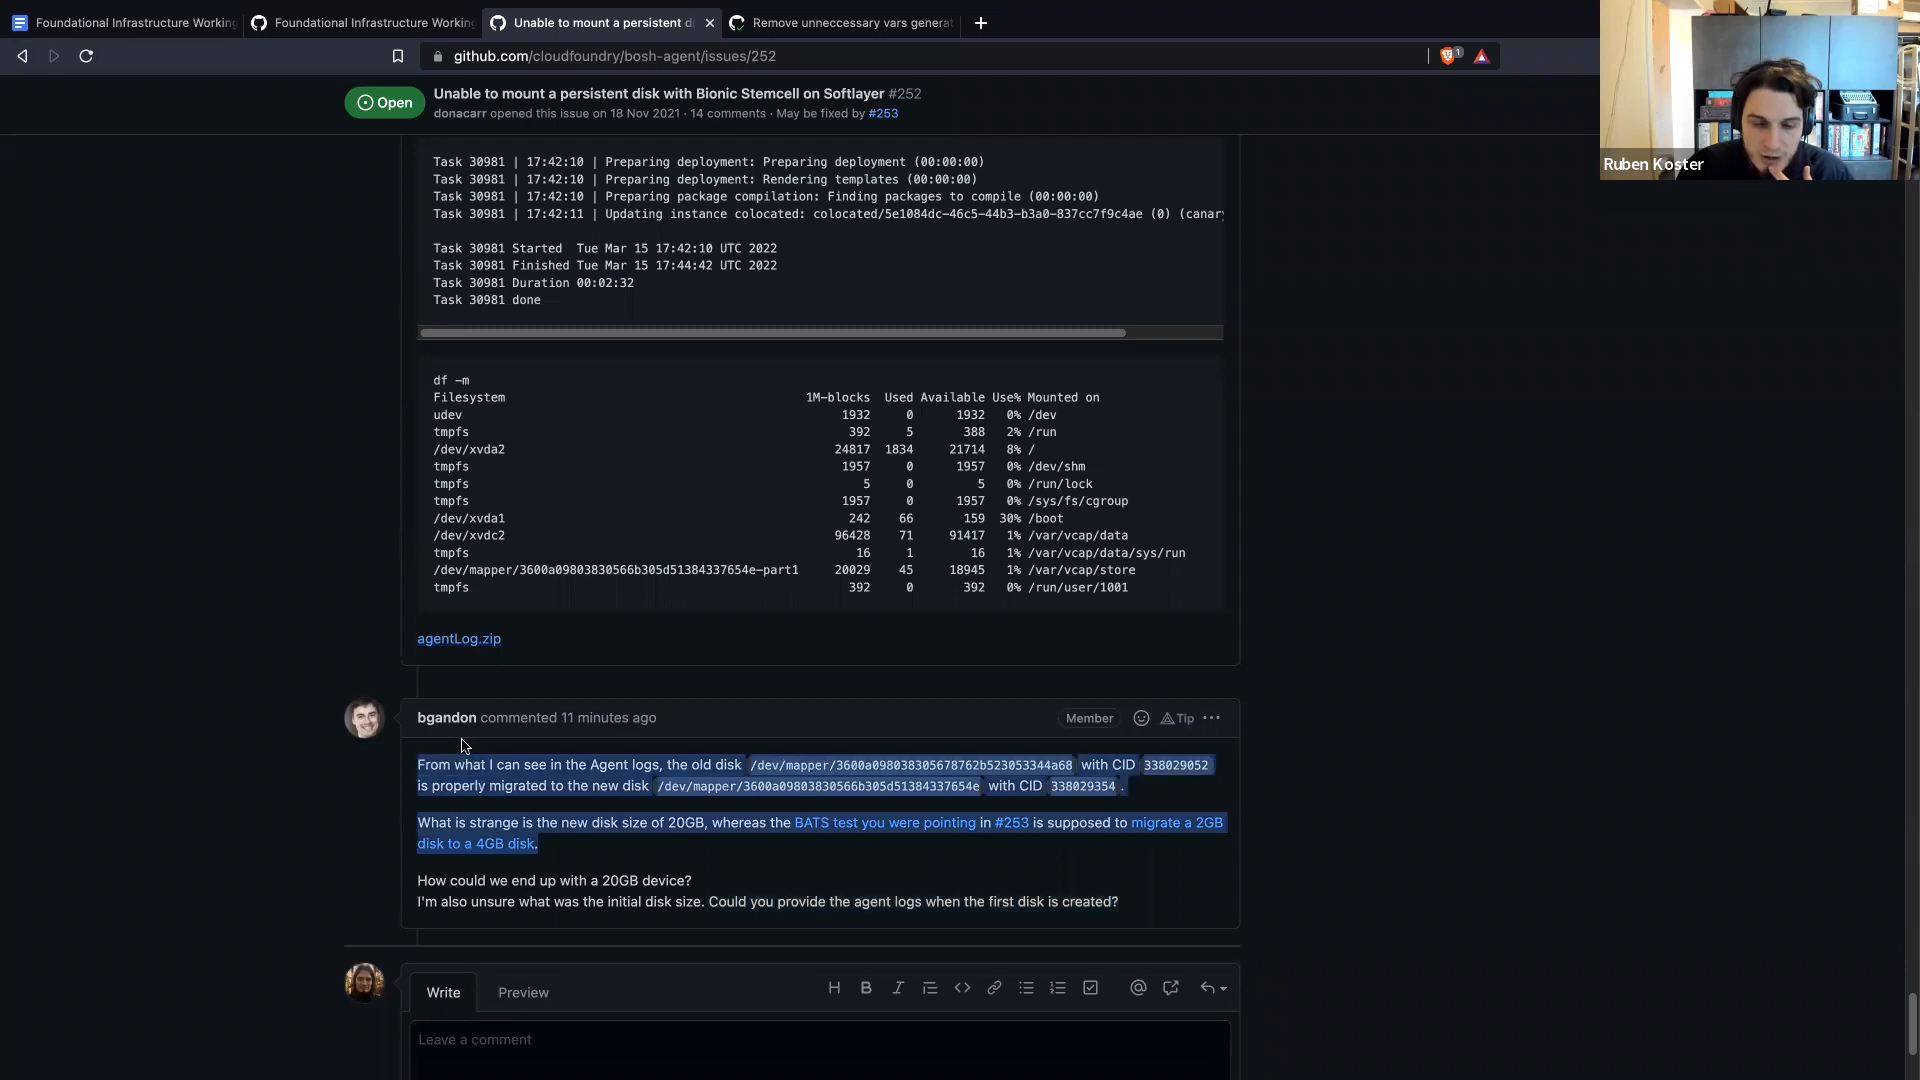 Foundational Infrastructure Working
Foundational Infrastructure Working
Unable to mount a persistent di
Remove unneccessary vars genera
github.com/cloudfoundry/bosh-agent/issues/252
1
Ruben Koster
Open
Unable to mount a persistent disk with Bionic Stemcell on Softlayer #252
donacarr opened this issue on 18 Nov 2021 · 14 comments · May be fixed by #253
Task 30981 | 17:42:10 | Preparing deployment: Preparing deployment (00:00:00)
Task 30981 | 17:42:10 | Preparing deployment: Rendering templates (00:00:00)
Task 30981 | 17:42:10 | Preparing package compilation: Finding packages to compile (00:00:00)
Task 30981 | 17:42:11 | Updating instance colocated: colocated/5e1084dc-46c5-44b3-b3a0-837cc7f9c4ae (0) (canary
Task 30981 Started  Tue Mar 15 17:42:10 UTC 2022
Task 30981 Finished Tue Mar 15 17:44:42 UTC 2022
Task 30981 Duration 00:02:32
Task 30981 done
df -m
Filesystem 1M-blocks Used Available Use% Mounted on
udev 1932 0 1932 0% /dev
tmpfs 392 5 388 2% /run
/dev/xvda2 24817 1834 21714 8% /
tmpfs 1957 0 1957 0% /dev/shm
tmpfs 5 0 5 0% /run/lock
tmpfs 1957 0 1957 0% /sys/fs/cgroup
/dev/xvda1 242 66 159 30% /boot
/dev/xvdc2 96428 71 91417 1% /var/vcap/data
tmpfs 16 1 16 1% /var/vcap/data/sys/run
/dev/mapper/3600a09803830566b305d51384337654e-part1 20029 45 18945 1% /var/vcap/store
tmpfs 392 0 392 0% /run/user/1001
agentLog.zip
bgandon commented 11 minutes ago
Member
Tip
From what I can see in the Agent logs, the old disk /dev/mapper/3600a098038305678762b523053344a68 with CID 338029052
is properly migrated to the new disk /dev/mapper/3600a09803830566b305d51384337654e with CID 338029354 .
What is strange is the new disk size of 20GB, whereas the BATS test you were pointing in #253 is supposed to migrate a 2GB
disk to a 4GB disk.
How could we end up with a 20GB device?
I'm also unsure what was the initial disk size. Could you provide the agent logs when the first disk is created?
Write
Preview
Leave a comment